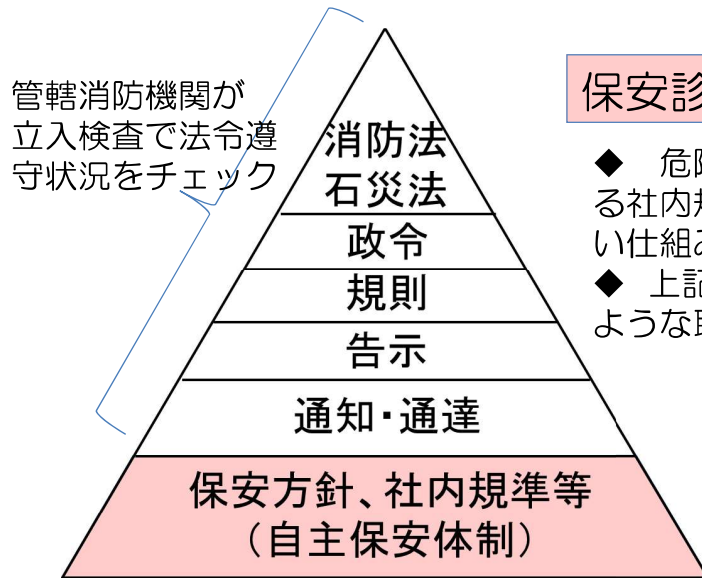 管轄消防機関が
立入検査で法令遵
守状況をチェック
消防法
石災法
政令
規則
告示
通知・通達
保安方針、社内規準等
（自主保安体制）
保安診
◆　危険
る社内規
い仕組み
◆　上記
ような取